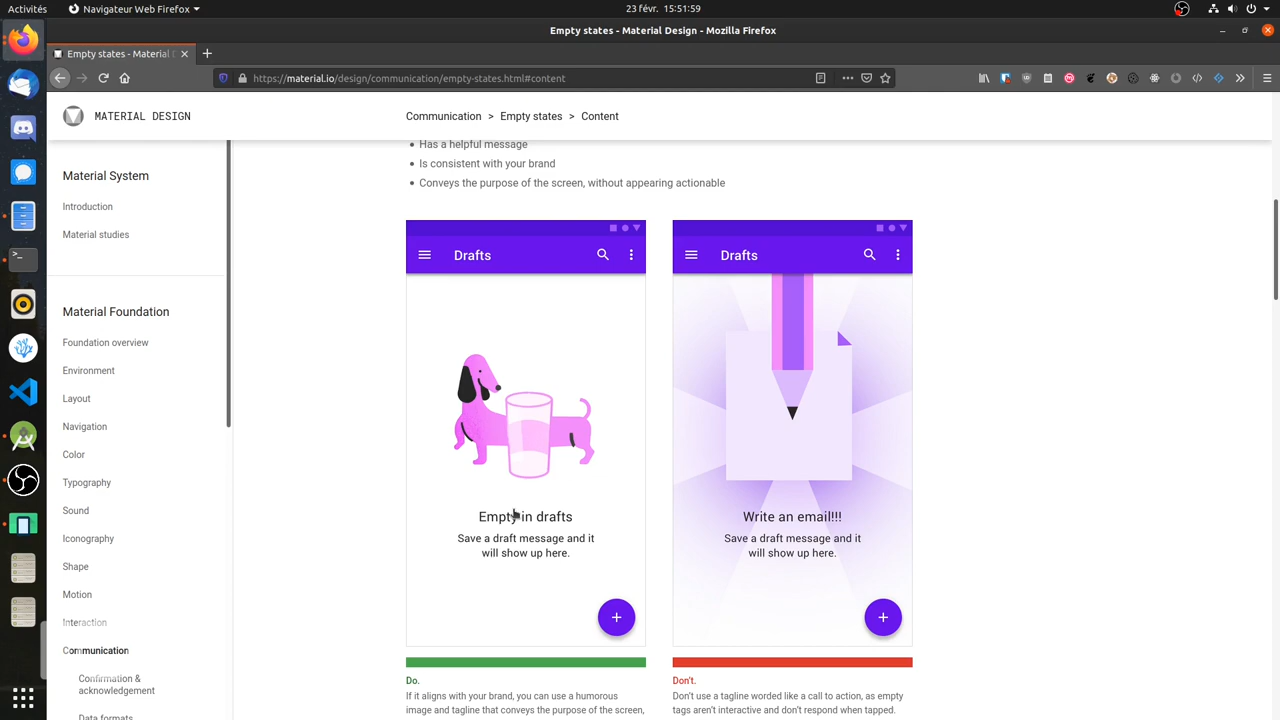 Activités
Navigateur Web Firefox
23 févr. 15:51:59
Empty states - Material Design - Mozilla Firefox
Empty states - Material D
https://material.io/design/communication/empty-states.html#content
MATERIAL DESIGN
Communication > Empty states > Content
Material System
Introduction
Material studies
Material Foundation
Foundation overview
Environment
Layout
Navigation
Color
Typography
Sound
Iconography
Shape
Motion
Interaction
Communication
Confirmation &
acknowledgement
Data formats
• Has a helpful message
• Is consistent with your brand
• Conveys the purpose of the screen, without appearing actionable
Drafts
Empty in drafts
Save a draft message and it
will show up here.
Do.
If it aligns with your brand, you can use a humorous
image and tagline that conveys the purpose of the screen,
Drafts
Write an email!!!
Save a draft message and it
will show up here.
Don't.
Don't use a tagline worded like a call to action, as empty
tags aren't interactive and don't respond when tapped.